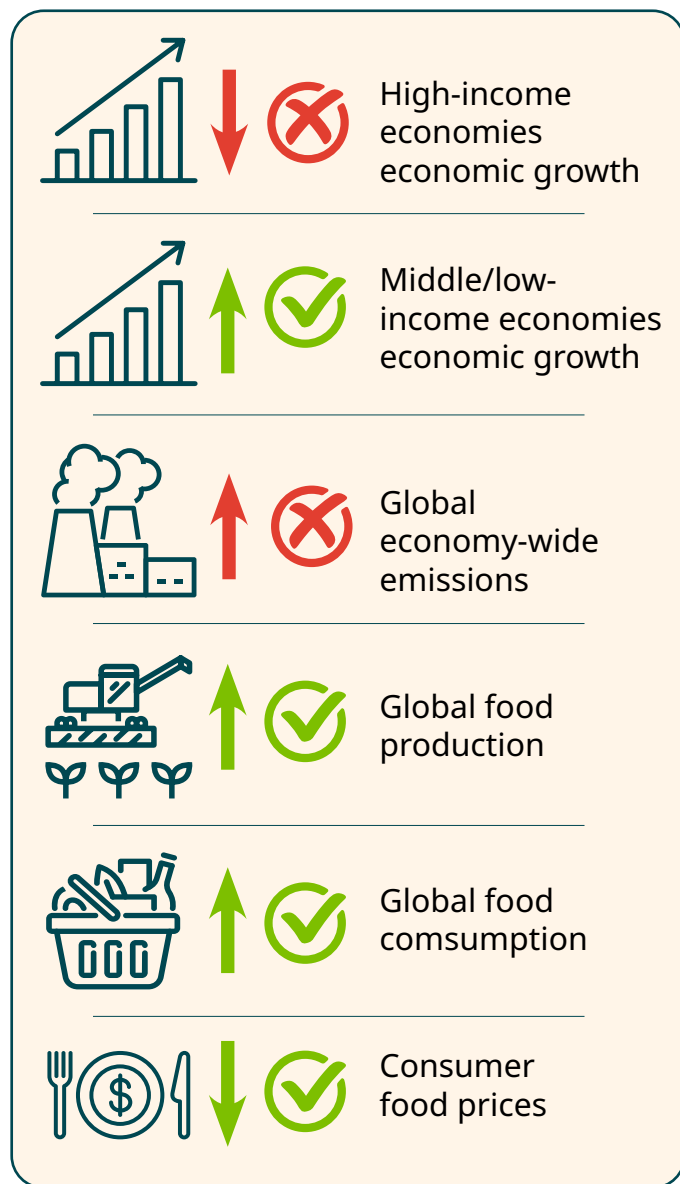 High-income
economies
economic growth
Middle/low-
income economies
economic growth
Global
economy-wide
emissions
Global food
production
Global food
comsumption
$
Consumer
food prices